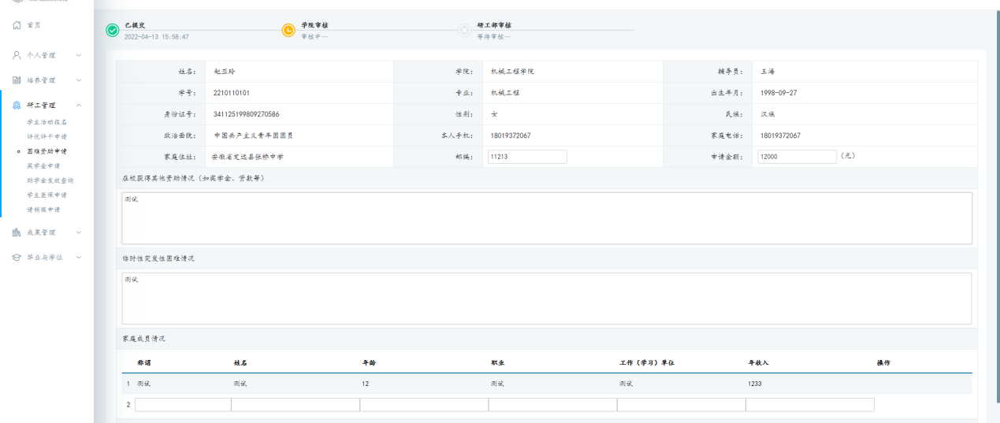 首页
个人管理
培养管理
研工管理
学生活动报名
评优评干申请
困难资助申请
奖学金申请
助学金发放查询
学生医保申请
请销假申请
成果管理
毕业与学位
已提交
2022-04-13 15:58:47
学院审核
审核中…
研工部审核
等待审核…
姓名： 赵亚玲 学院： 机械工程学院 辅导员： 王海
学号： 2210110101 专业： 机械工程 出生年月： 1998-09-27
身份证号： 341125199809270586 性别： 女 民族： 汉族
政治面貌： 中国共产主义青年团团员 本人手机： 18019372067 家庭电话： 18019372067
家庭住址： 安徽省定远县张桥中学 邮编： 11213 申请金额： 12000 (元)
在校获得其他资助情况（如奖学金、贷款等）
测试
临时性突发性困难情况
测试
家庭成员情况
称谓 姓名 年龄 职业 工作（学习）单位 年收入 操作
1 测试 测试 12 测试 测试 1233
2